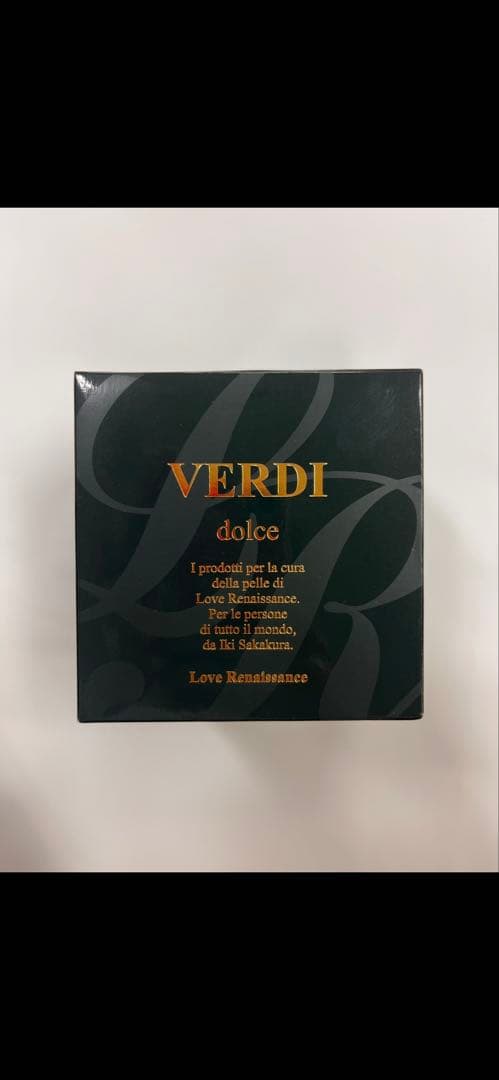 VERDI
dolce
I prodotti per la cura
della pelle di
Love Renaissance.
Per le persone
di tutto il mondo,
da Iki Sakakura.
Love Renaissance
LR